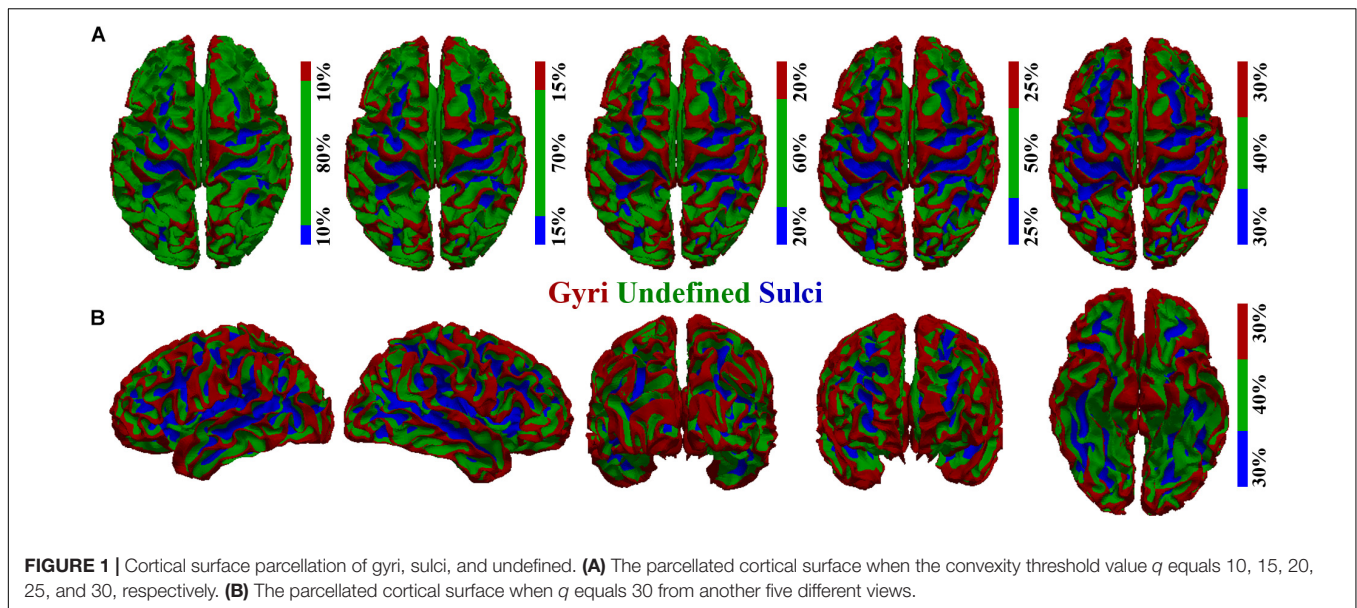 A
10% 80% 10%
15% 70% 15%
20% 60% 20%
25% 50% 25%
30% 40% 30%
Gyri Undefined Sulci
B
30% 40% 30%
FIGURE 1 | Cortical surface parcellation of gyri, sulci, and undefined. (A) The parcellated cortical surface when the convexity threshold value q equals 10, 15, 20,
25, and 30, respectively. (B) The parcellated cortical surface when q equals 30 from another five different views.